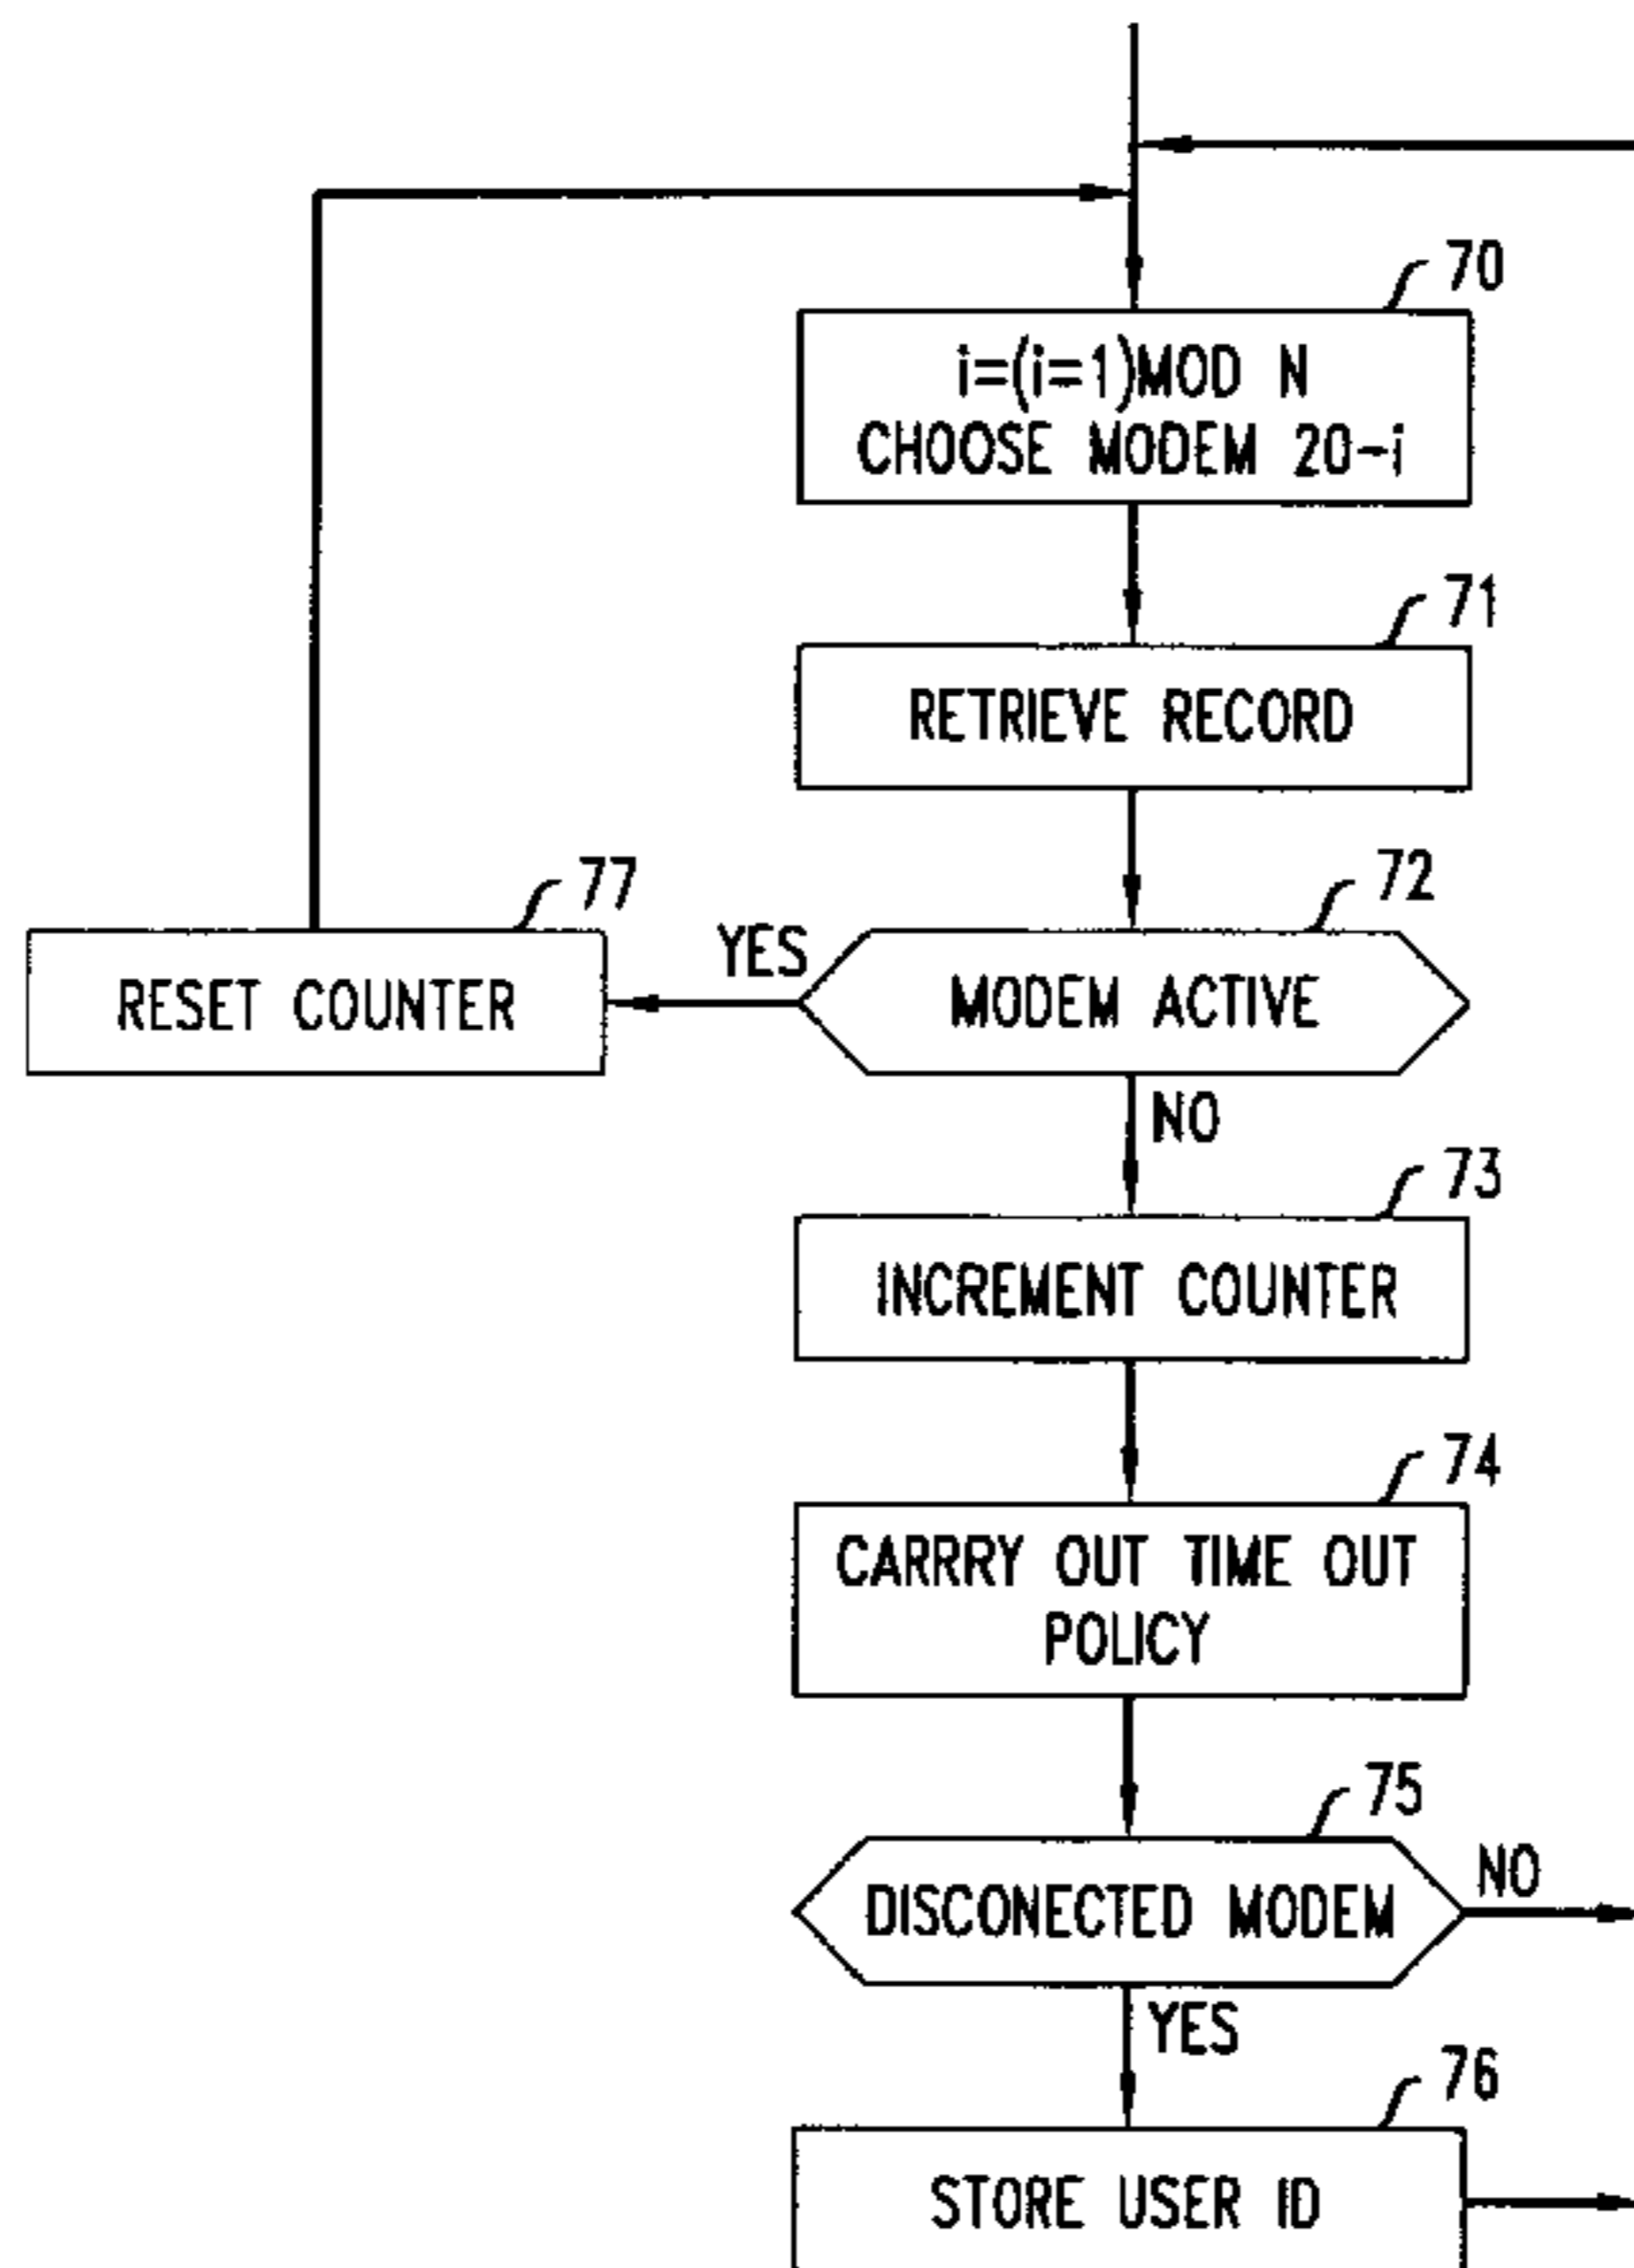 70
i=(i=1)MOD N
CHOOSE MODEM 20-i
71
RETRIEVE RECORD
72
MODEM ACTIVE
YES
77
RESET COUNTER
NO
73
INCREMENT COUNTER
74
CARRRY OUT TIME OUT
POLICY
75
DISCONECTED MODEM
NO
YES
76
STORE USER ID